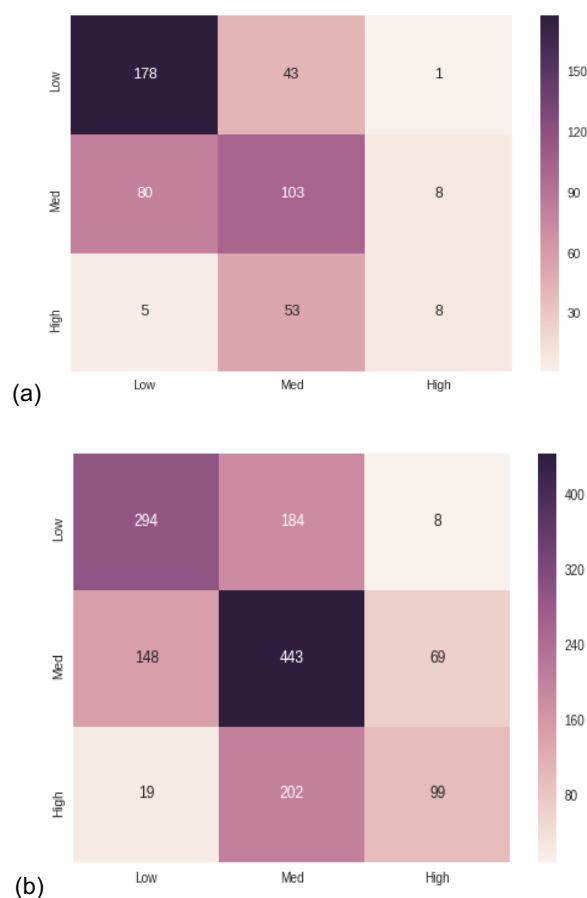 Low 178 43 1
Med 80 103 8
High 5 53 8
Low Med High
150
120
90
60
30
(a)
Low 294 184 8
Med 148 443 69
High 19 202 99
Low Med High
400
320
240
160
80
(b)